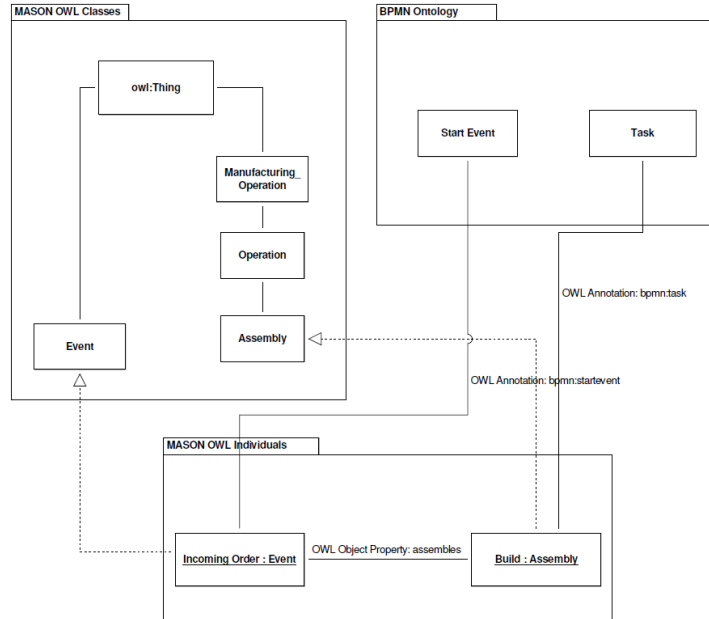 MASON OWL Classes
BPMN Ontology
owl:Thing
Start Event
Task
Manufacturing_
Operation
Operation
OWL Annotation: bpmn:task
Event
Assembly
OWL Annotation: bpmn:startevent
MASON OWL Individuals
Incoming Order : Event
OWL Object Property: assembles
Build : Assembly